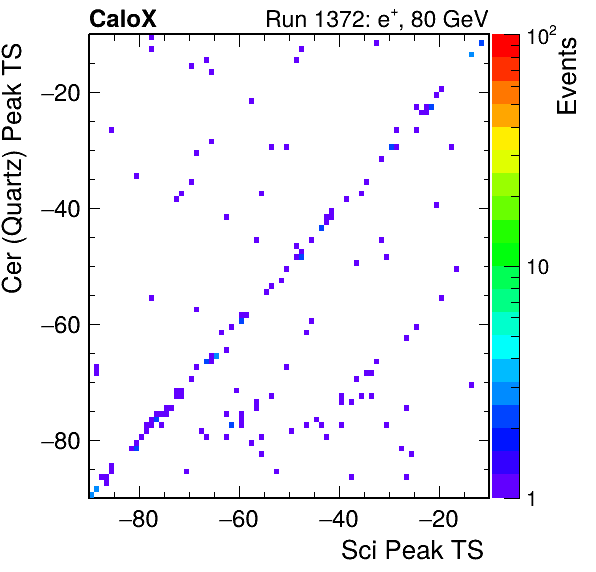 CaloX Run 1372: e⁺, 80 GeV
Cer (Quartz) Peak TS
−20
−40
−60
−80
−80 −60 −40 −20
Sci Peak TS
10²
10
1
Events